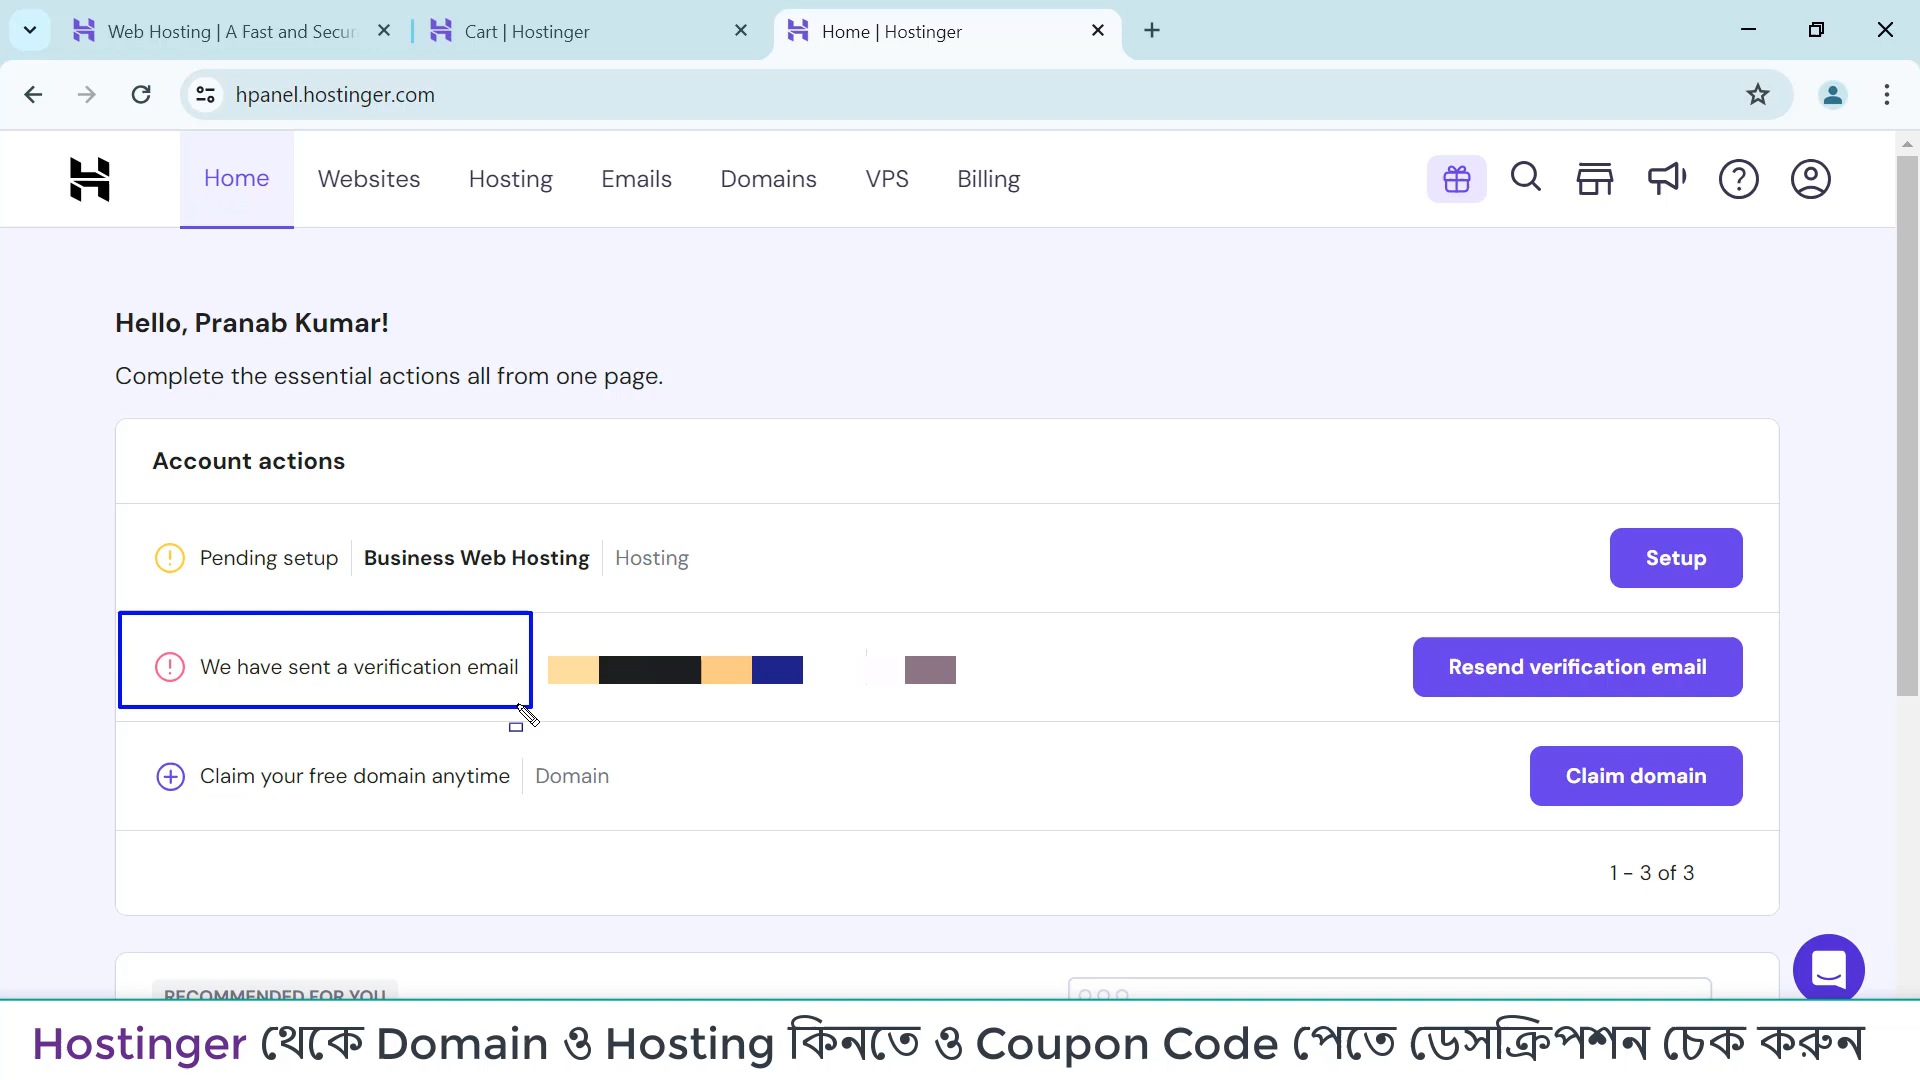 Web Hosting | A Fast and Secur
Cart | Hostinger
Home | Hostinger
hpanel.hostinger.com
Home
Websites
Hosting
Emails
Domains
VPS
Billing
Hello, Pranab Kumar!
Complete the essential actions all from one page.
Account actions
Pending setup
Business Web Hosting
Hosting
Setup
We have sent a verification email
Resend verification email
Claim your free domain anytime
Domain
Claim domain
1 - 3 of 3
RECOMMENDED FOR YOU
Hostinger থেকে Domain ও Hosting কিনতে ও Coupon Code পেতে ডেসক্রিপশন চেক করুন